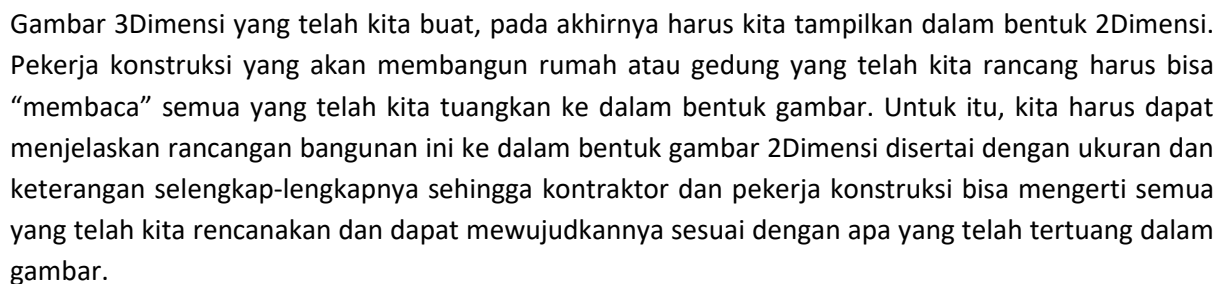 Gambar 3Dimensi yang telah kita buat, pada akhirnya harus kita tampilkan dalam bentuk 2Dimensi.
Pekerja konstruksi yang akan membangun rumah atau gedung yang telah kita rancang harus bisa
“membaca” semua yang telah kita tuangkan ke dalam bentuk gambar. Untuk itu, kita harus dapat
menjelaskan rancangan bangunan ini ke dalam bentuk gambar 2Dimensi disertai dengan ukuran dan
keterangan selengkap-lengkapnya sehingga kontraktor dan pekerja konstruksi bisa mengerti semua
yang telah kita rencanakan dan dapat mewujudkannya sesuai dengan apa yang telah tertuang dalam
gambar.